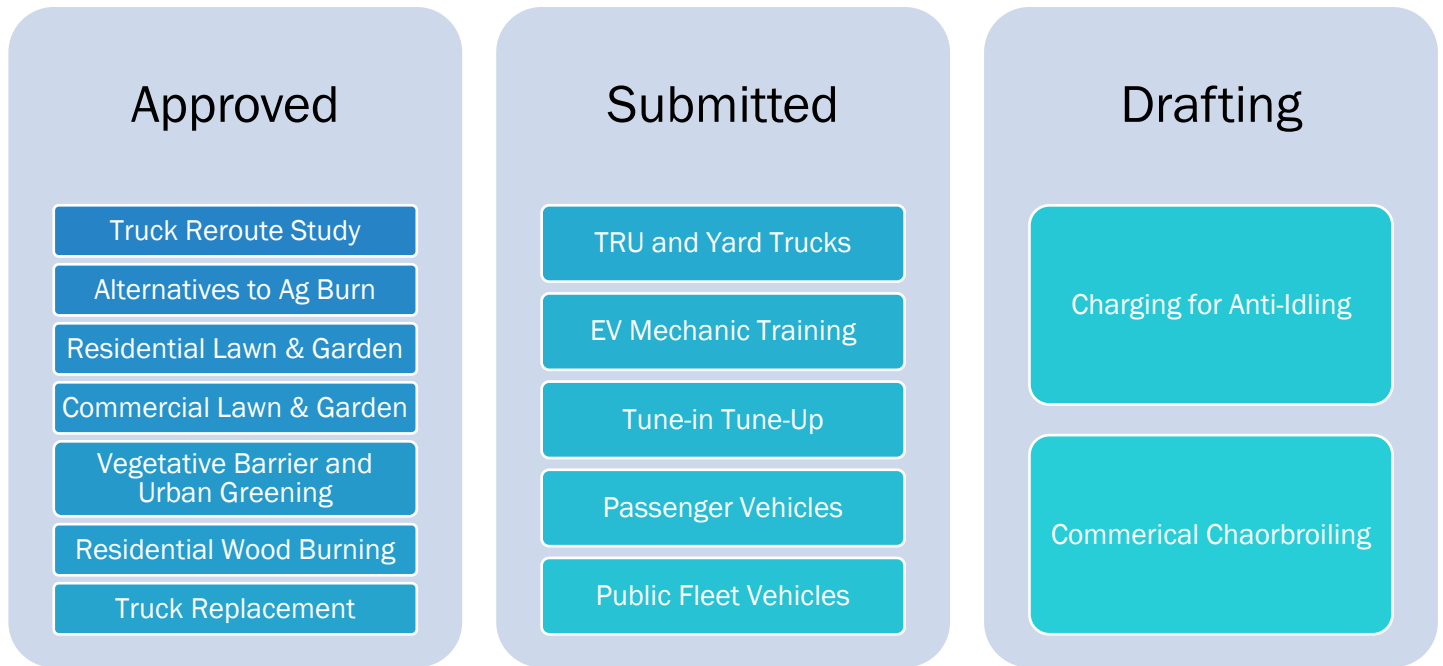 Approved
Truck Reroute Study
Alternatives to Ag Burn
Residential Lawn & Garden
Commercial Lawn & Garden
Vegetative Barrier and
Urban Greening
Residential Wood Burning
Truck Replacement
Submitted
TRU and Yard Trucks
EV Mechanic Training
Tune-in Tune-Up
Passenger Vehicles
Public Fleet Vehicles
Drafting
Charging for Anti-Idling
Commerical Chaorbroiling